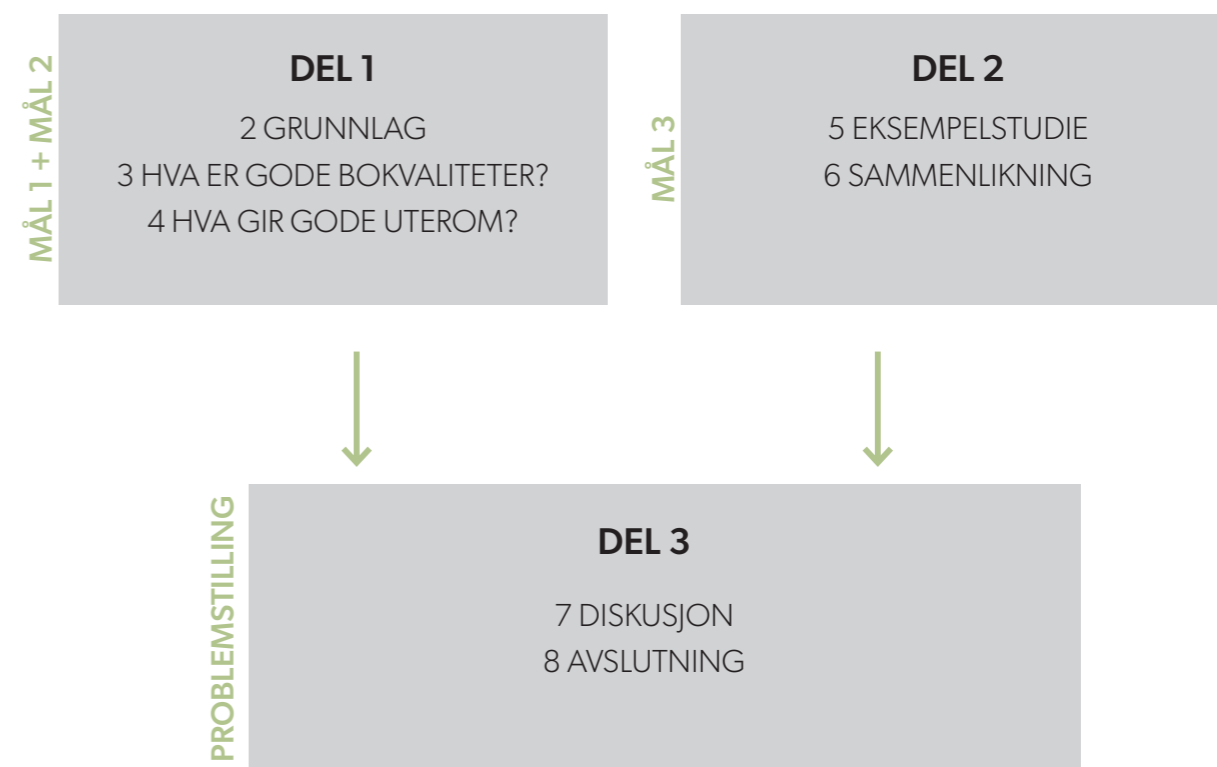 MÅL 1 + MÅL 2
DEL 1
2 GRUNNLAG
3 HVA ER GODE BOKVALITETER?
4 HVA GIR GODE UTEROM?
MÅL 3
DEL 2
5 EKSEMPELSTUDIE
6 SAMMENLIKNING
PROBLEMSTILLING
DEL 3
7 DISKUSJON
8 AVSLUTNING